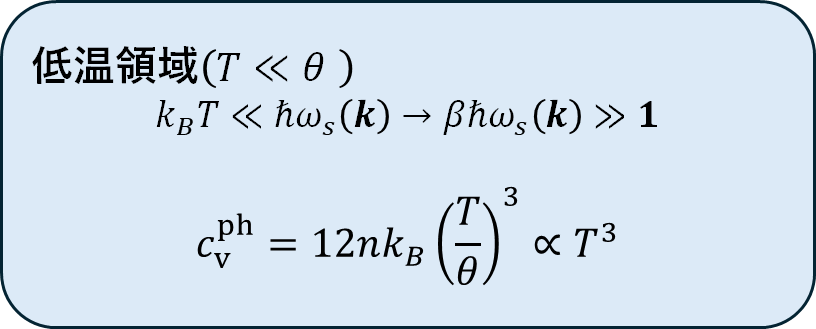 低温領域(T ≪ θ )
k_B T ≪ ℏω_s(𝒌) → βℏω_s(𝒌) ≫ 𝟏
c_v^ph = 12nk_B (T/θ)^3 ∝ T^3